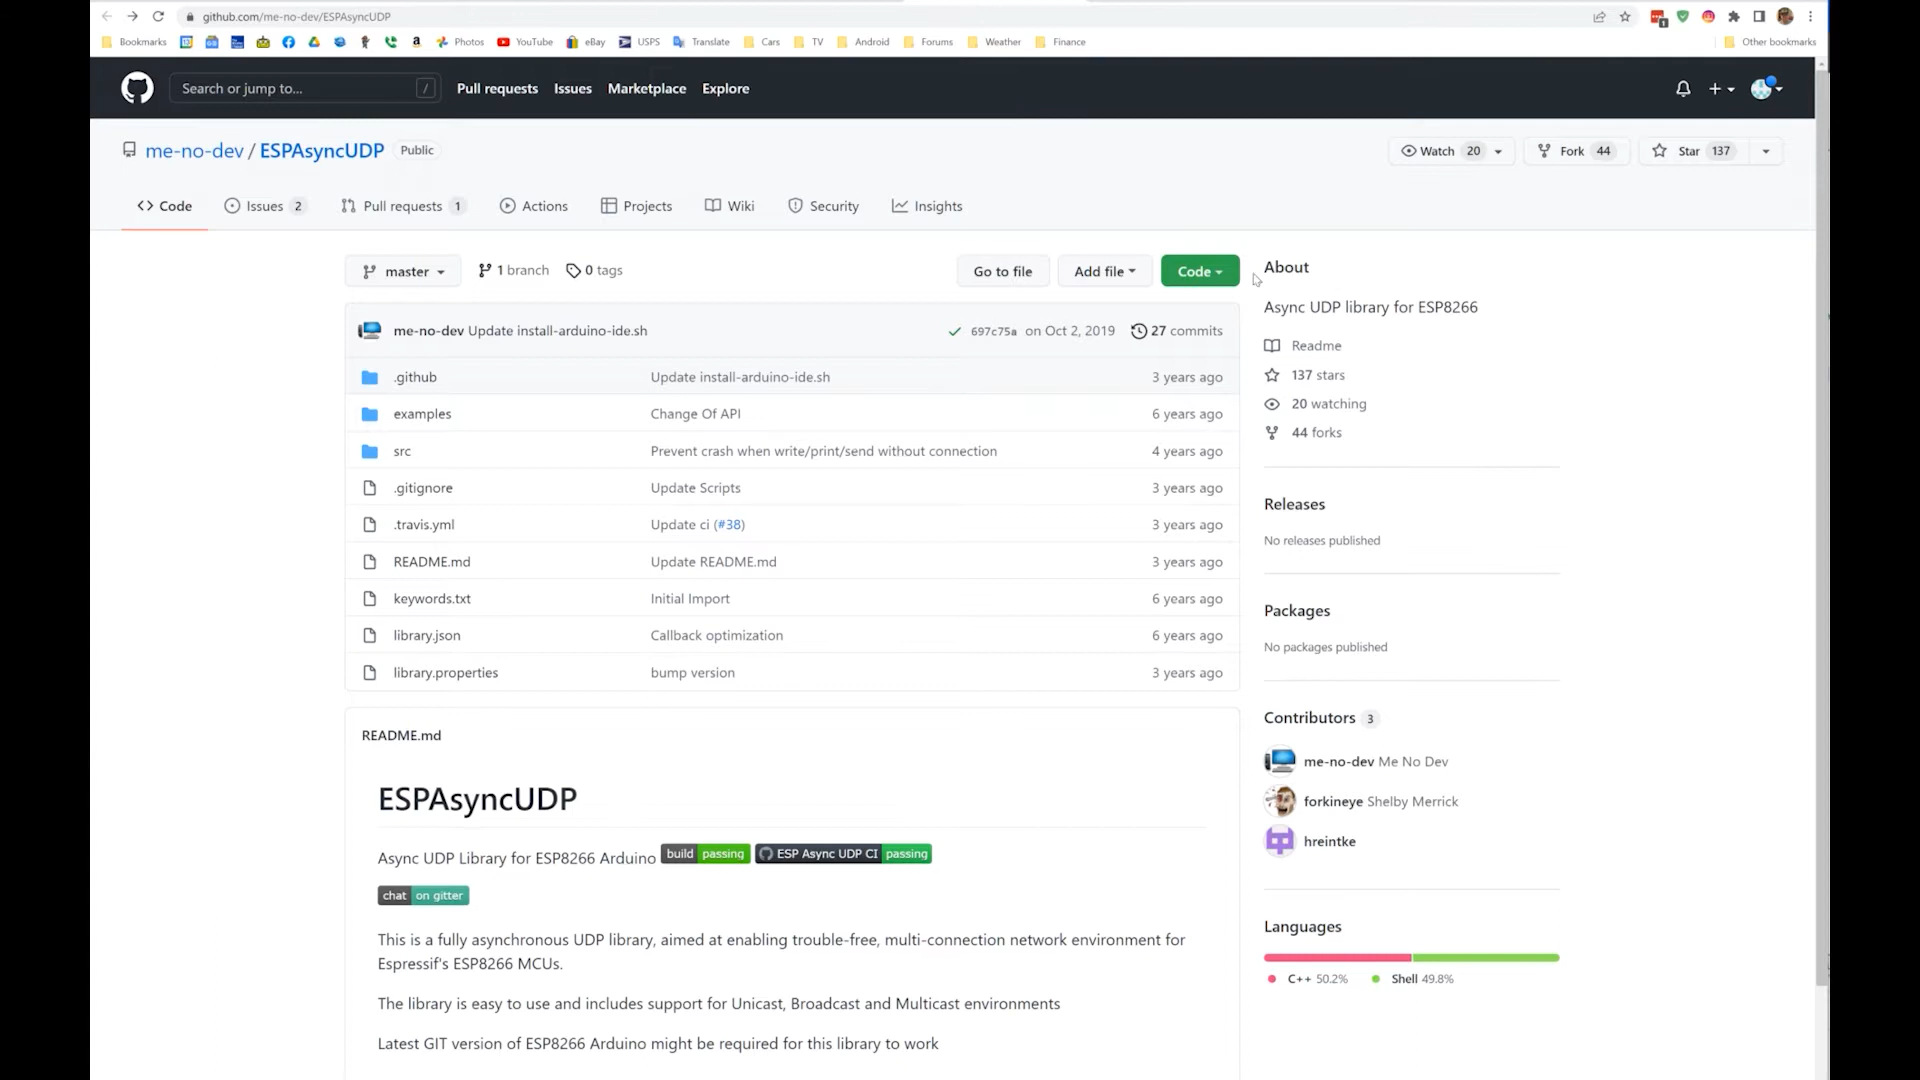 github.com/me-no-dev/ESPAsyncUDP
Bookmarks Photos YouTube eBay USPS Translate Cars TV Android Forums Weather Finance Other bookmarks
Search or jump to... / Pull requests Issues Marketplace Explore
me-no-dev / ESPAsyncUDP Public Watch 20 Fork 44 Star 137
Code Issues 2 Pull requests 1 Actions Projects Wiki Security Insights
master 1 branch 0 tags Go to file Add file Code
me-no-dev Update install-arduino-ide.sh 697c75a on Oct 2, 2019 27 commits
.github Update install-arduino-ide.sh 3 years ago
examples Change Of API 6 years ago
src Prevent crash when write/print/send without connection 4 years ago
.gitignore Update Scripts 3 years ago
.travis.yml Update ci (#38) 3 years ago
README.md Update README.md 3 years ago
keywords.txt Initial Import 6 years ago
library.json Callback optimization 6 years ago
library.properties bump version 3 years ago
README.md
ESPAsyncUDP
Async UDP Library for ESP8266 Arduino build passing ESP Async UDP CI passing
chat on gitter
This is a fully asynchronous UDP library, aimed at enabling trouble-free, multi-connection network environment for
Espressif's ESP8266 MCUs.
The library is easy to use and includes support for Unicast, Broadcast and Multicast environments
Latest GIT version of ESP8266 Arduino might be required for this library to work
About
Async UDP library for ESP8266
Readme
137 stars
20 watching
44 forks
Releases
No releases published
Packages
No packages published
Contributors 3
me-no-dev Me No Dev
forkineye Shelby Merrick
hreintke
Languages
C++ 50.2% Shell 49.8%